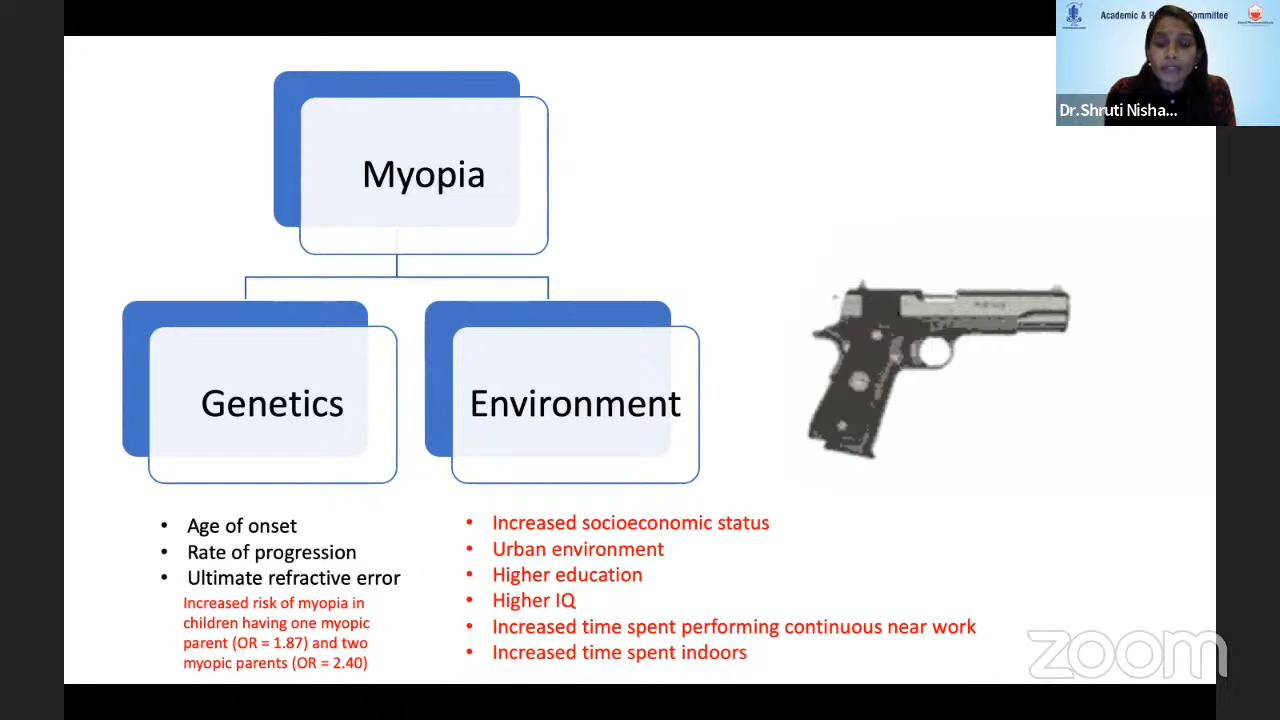 Academic &
Committee
Dr.Shruti Nisha...
Myopia
Genetics
Environment
• Age of onset
• Rate of progression
• Ultimate refractive error
Increased risk of myopia in
children having one myopic
parent (OR = 1.87) and two
myopic parents (OR = 2.40)
• Increased socioeconomic status
• Urban environment
• Higher education
• Higher IQ
• Increased time spent performing continuous near work
• Increased time spent indoors
zoom